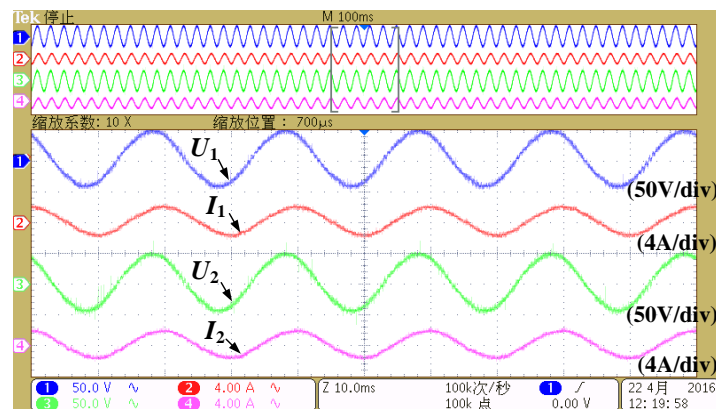 Tek 停止 M 100ms
1
2
3
4
缩放系数: 10 X 缩放位置: 700µs
U1
1 (50V/div)
I1
2 (4A/div)
U2
3 (50V/div)
I2
4 (4A/div)
1 50.0 V ∿ 2 4.00 A ∿ Z 10.0ms 100k次/秒 1 ∫ 22 4月 2016
3 50.0 V ∿ 4 4.00 A ∿ 100k 点 0.00 V 12:19:58